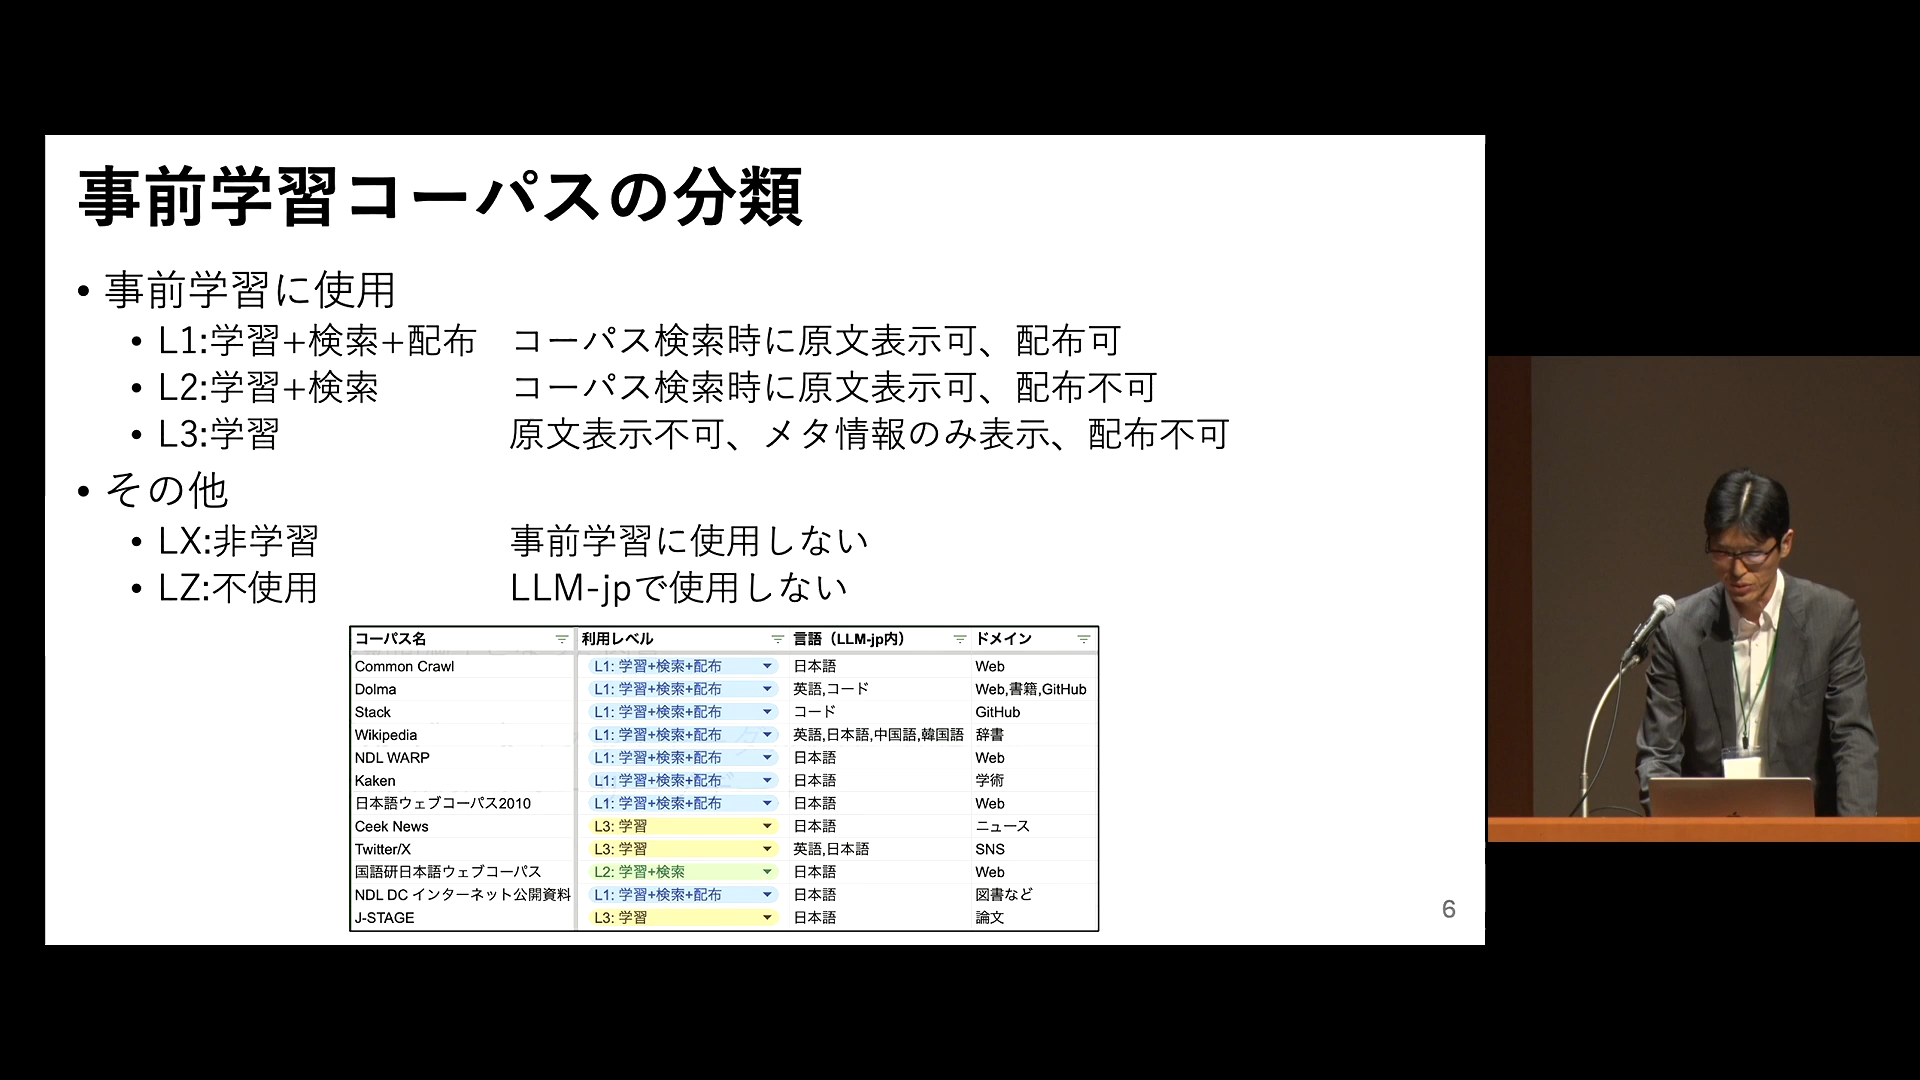 事前学習コーパスの分類
• 事前学習に使用
• L1:学習+検索+配布 コーパス検索時に原文表示可、配布可
• L2:学習+検索 コーパス検索時に原文表示可、配布不可
• L3:学習 原文表示不可、メタ情報のみ表示、配布不可
• その他
• LX:非学習 事前学習に使用しない
• LZ:不使用 LLM-jpで使用しない
コーパス名 利用レベル 言語（LLM-jp内） ドメイン
Common Crawl L1: 学習+検索+配布 日本語 Web
Dolma L1: 学習+検索+配布 英語,コード Web,書籍,GitHub
Stack L1: 学習+検索+配布 コード GitHub
Wikipedia L1: 学習+検索+配布 英語,日本語,中国語,韓国語 辞書
NDL WARP L1: 学習+検索+配布 日本語 Web
Kaken L1: 学習+検索+配布 日本語 学術
日本語ウェブコーパス2010 L1: 学習+検索+配布 日本語 Web
Ceek News L3: 学習 日本語 ニュース
Twitter/X L3: 学習 英語,日本語 SNS
国語研日本語ウェブコーパス L2: 学習+検索 日本語 Web
NDL DC インターネット公開資料 L1: 学習+検索+配布 日本語 図書など
J-STAGE L3: 学習 日本語 論文
6